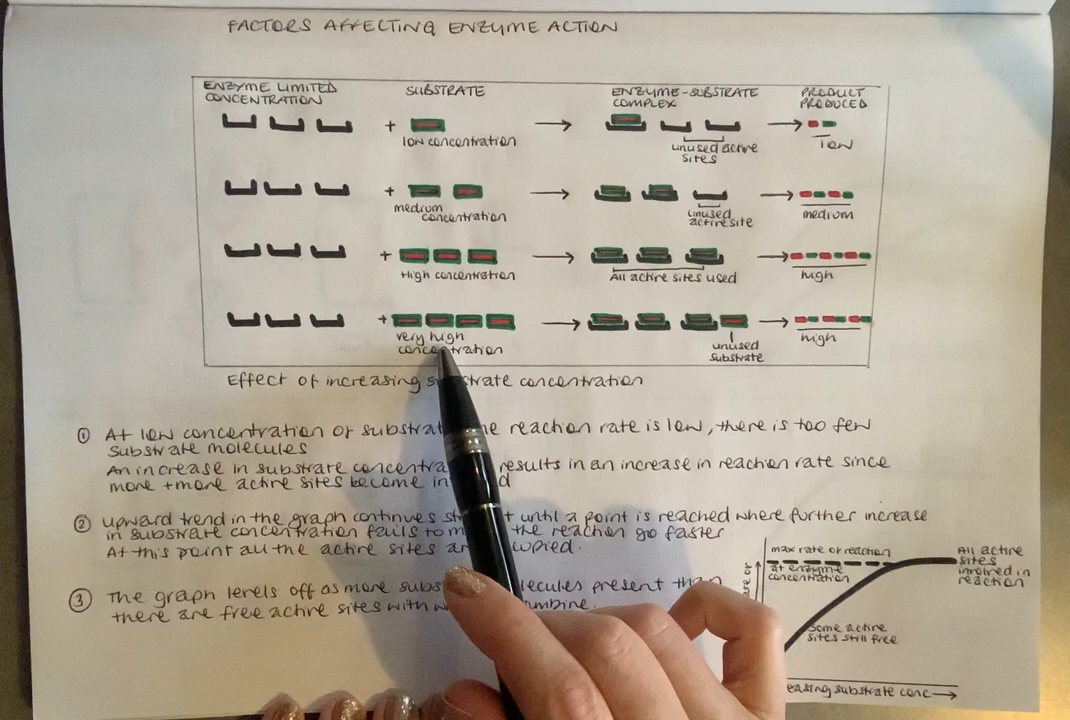 FACTORS AFFECTING ENZYME ACTION
ENZYME LIMITED
CONCENTRATION
SUBSTRATE
ENZYME-SUBSTRATE
COMPLEX
PRODUCT
PRODUCED
+
low concentration
unused active
sites
low
+
medium
concentration
unused
active site
medium
+
High concentration
All active sites used
high
+
very high
concentration
unused
substrate
high
Effect of increasing substrate concentration
① At low concentration of substrate the reaction rate is low, there is too few
substrate molecules
An increase in substrate results in an increase in reaction rate since
more + more active sites become
② upward trend in the graph continues until a point is reached where further increase
in substrate concentration fails to the reaction go faster
At this point all the active sites
③ The graph levels off as more present than
there are free active sites with
max rate of reaction
at enzyme
concentration
All active
sites
involved in
reaction
Some active
sites still free
substrate conc